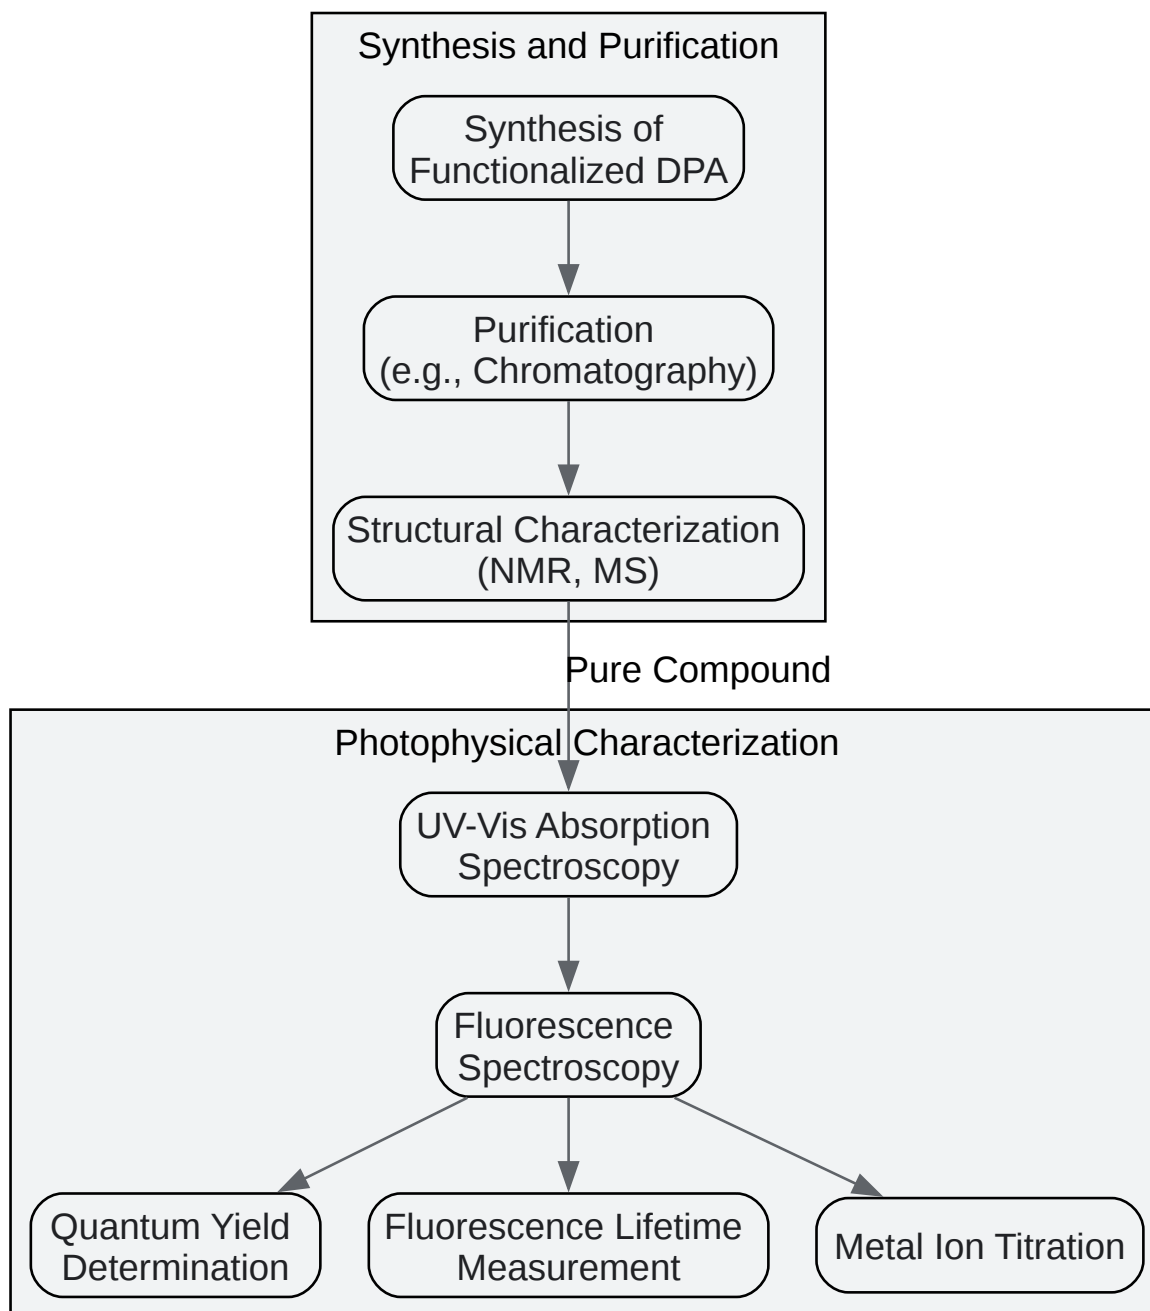 Synthesis and Purification
Synthesis of
Functionalized DPA
Purification
(e.g., Chromatography)
Structural Characterization
(NMR, MS)
Pure Compound
Photophysical Characterization
UV-Vis Absorption
Spectroscopy
Fluorescence
Spectroscopy
Quantum Yield
Determination
Fluorescence Lifetime
Measurement
Metal Ion Titration